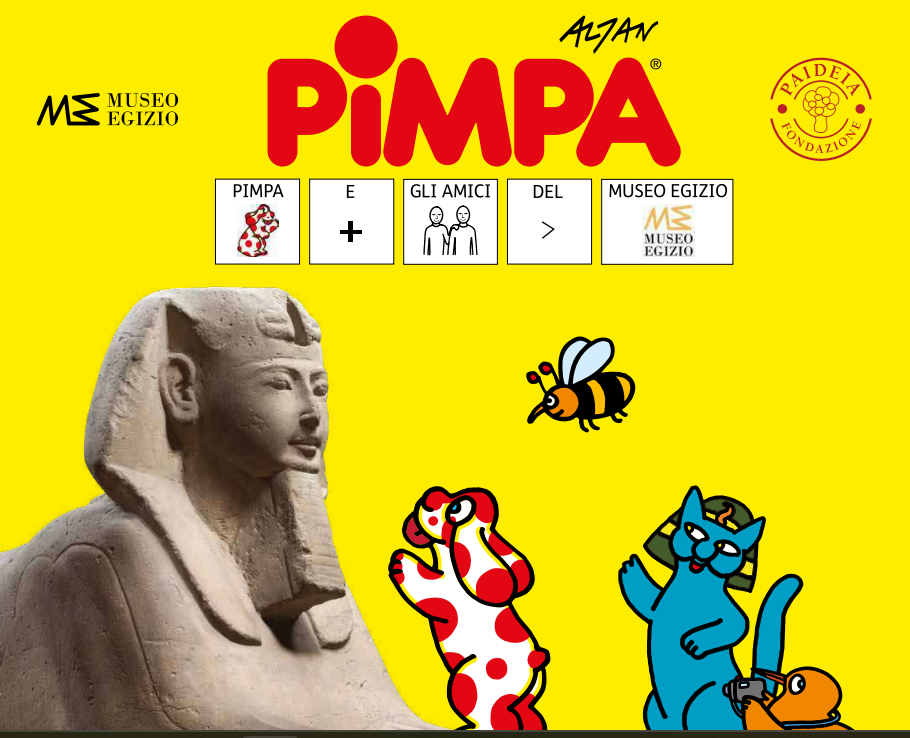 ALTAN
PIMPA®
MUSEO
EGIZIO
PAIDEIA
FONDAZIONE
PIMPA
E
GLI AMICI
DEL
MUSEO EGIZIO
MUSEO
EGIZIO